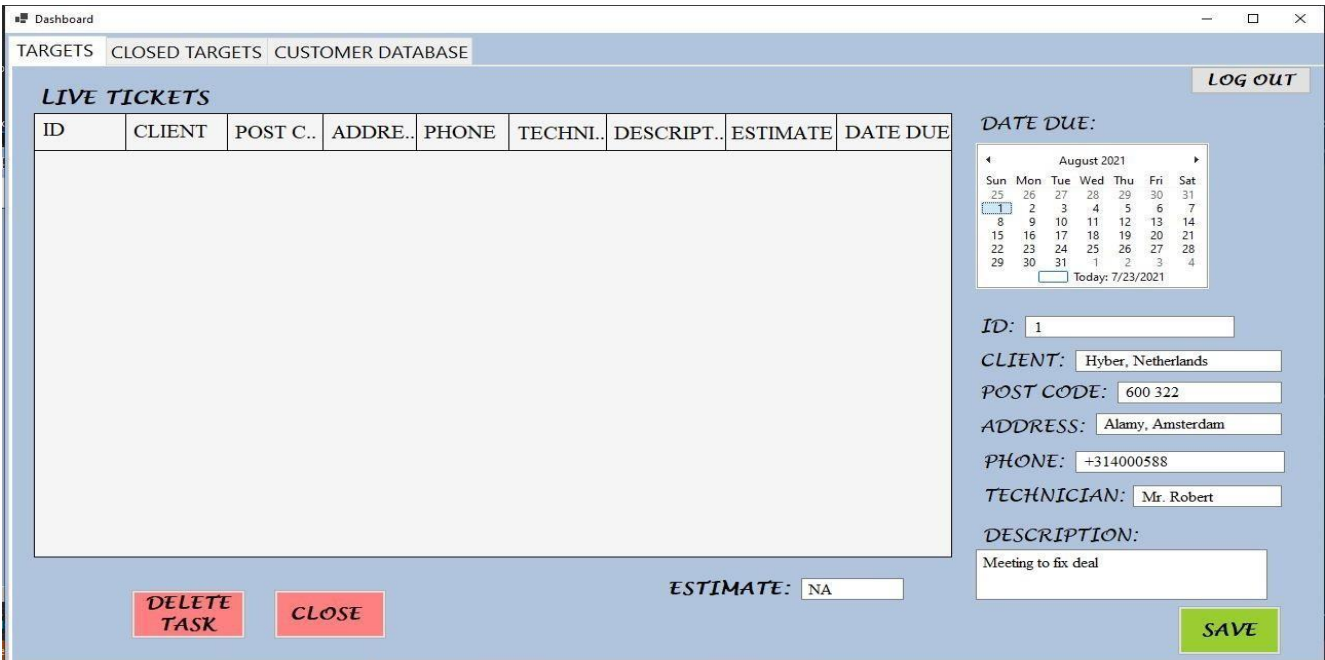 Dashboard
TARGETS CLOSED TARGETS CUSTOMER DATABASE
LOG OUT
LIVE TICKETS
ID CLIENT POST C.. ADDRE.. PHONE TECHNI.. DESCRIPT.. ESTIMATE DATE DUE
DATE DUE:
August 2021
Sun Mon Tue Wed Thu Fri Sat
25 26 27 28 29 30 31
1 2 3 4 5 6 7
8 9 10 11 12 13 14
15 16 17 18 19 20 21
22 23 24 25 26 27 28
29 30 31 1 2 3 4
Today: 7/23/2021
ID: 1
CLIENT: Hyber, Netherlands
POST CODE: 600 322
ADDRESS: Alamy, Amsterdam
PHONE: +314000588
TECHNICIAN: Mr. Robert
DESCRIPTION:
Meeting to fix deal
ESTIMATE: NA
DELETE
TASK
CLOSE
SAVE